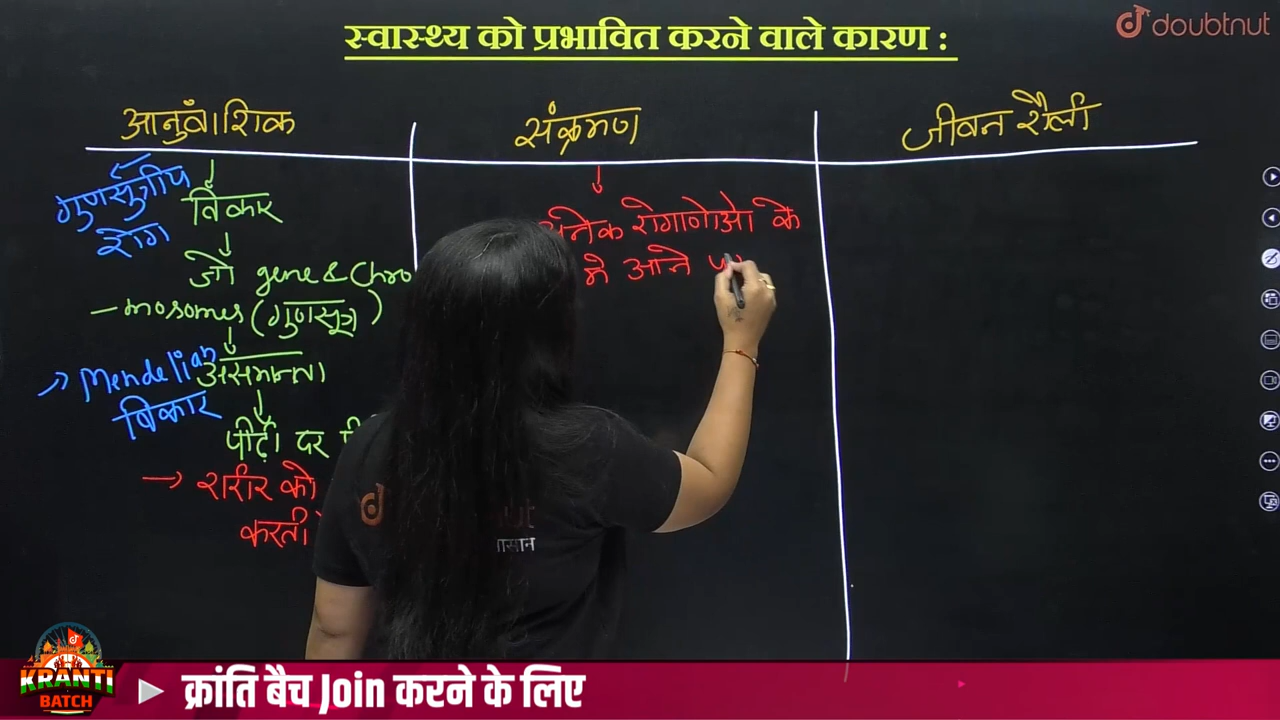 स्वास्थ्य को प्रभावित करने वाले कारण :
doubtnut
आनुवंाशिक
संक्रमण
जीवन शैली
गुणसुत्रीय
रोग
विकार
जो gene & Chro
- mosomes (गुणसूत्र)
Mendelian
विकार
असमानता
पीढ़ी दर
→ शरीर को
करती
अनेक रोगाणुओ के
मे आने
KRANTI
BATCH
क्रांति बैच Join करने के लिए